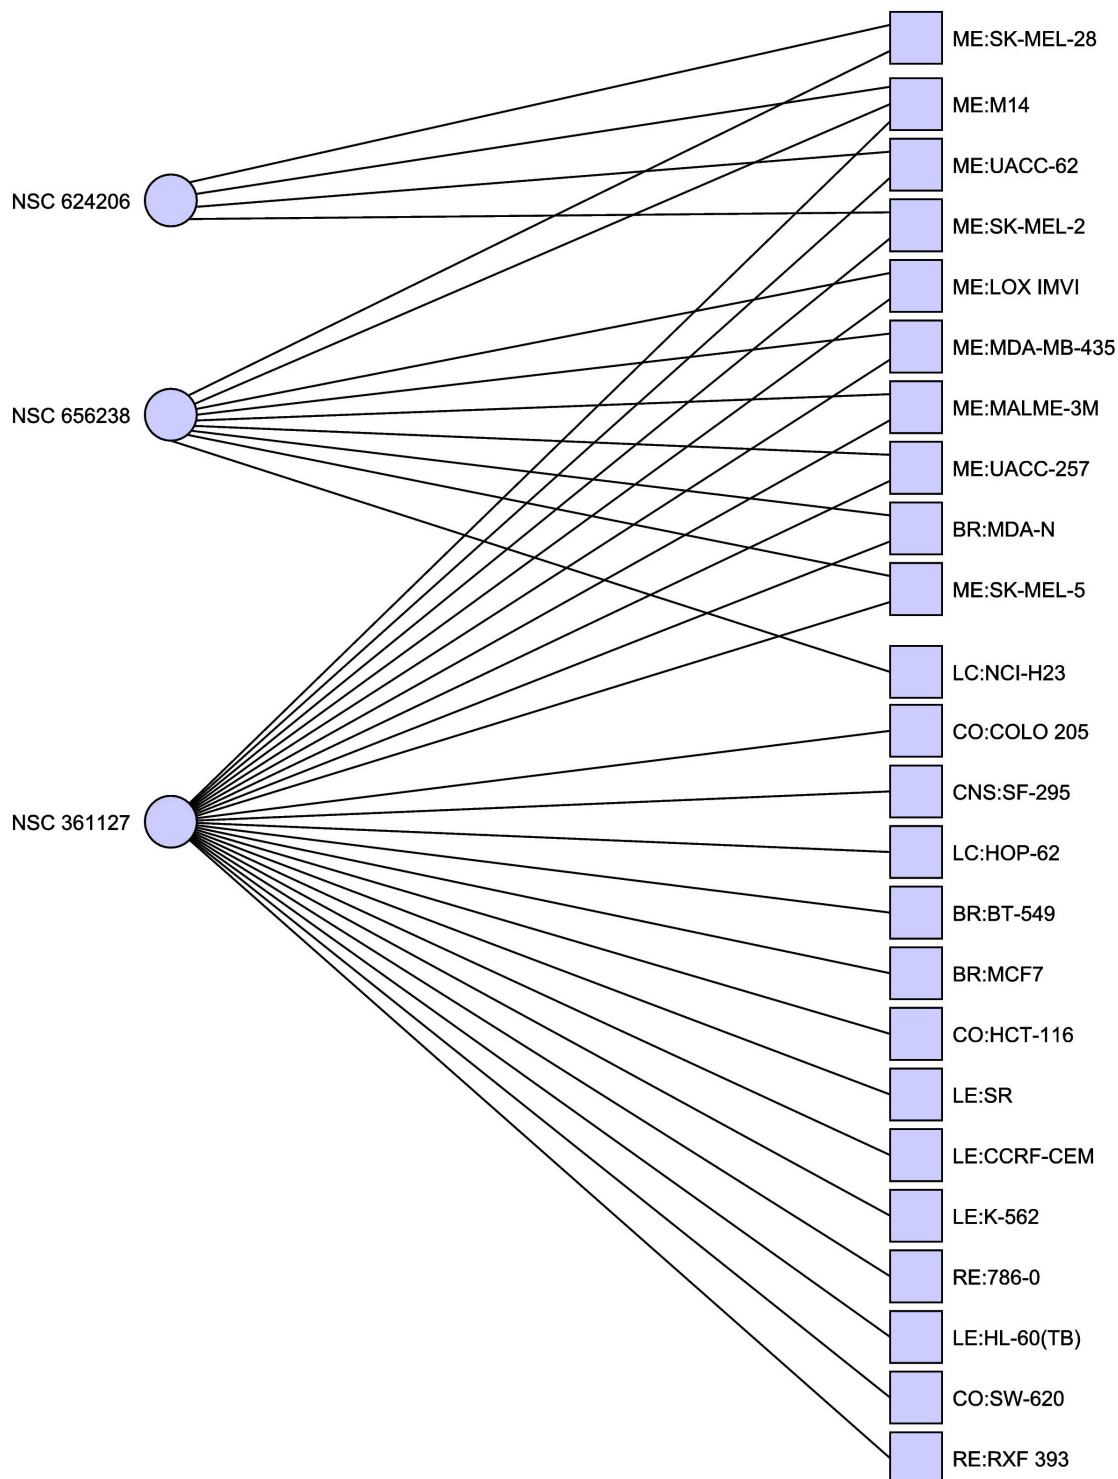 NSC 624206
NSC 656238
NSC 361127
ME:SK-MEL-28
ME:M14
ME:UACC-62
ME:SK-MEL-2
ME:LOX IMVI
ME:MDA-MB-435
ME:MALME-3M
ME:UACC-257
BR:MDA-N
ME:SK-MEL-5
LC:NCI-H23
CO:COLO 205
CNS:SF-295
LC:HOP-62
BR:BT-549
BR:MCF7
CO:HCT-116
LE:SR
LE:CCRF-CEM
LE:K-562
RE:786-0
LE:HL-60(TB)
CO:SW-620
RE:RXF 393